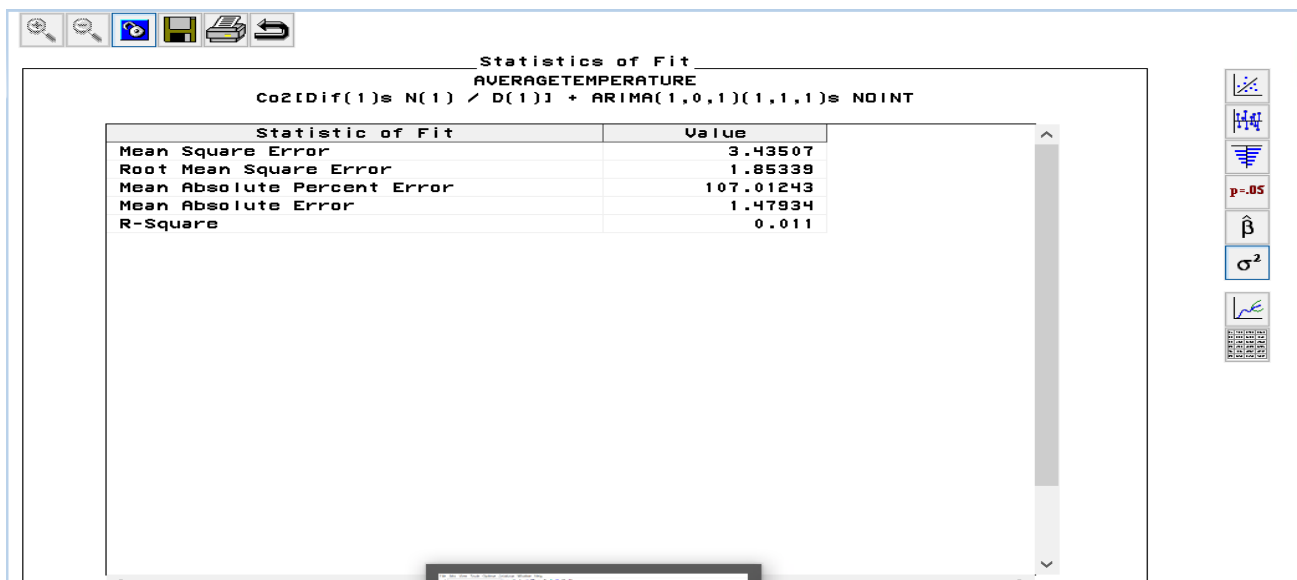 Statistics of Fit
AVERAGETEMPERATURE
Co2[Dif(1)s N(1) / D(1)] + ARIMA(1,0,1)(1,1,1)s NOINT
Statistic of Fit Value
Mean Square Error 3.43507
Root Mean Square Error 1.85339
Mean Absolute Percent Error 107.01243
Mean Absolute Error 1.47934
R-Square 0.011
p=.05
β̂
σ²